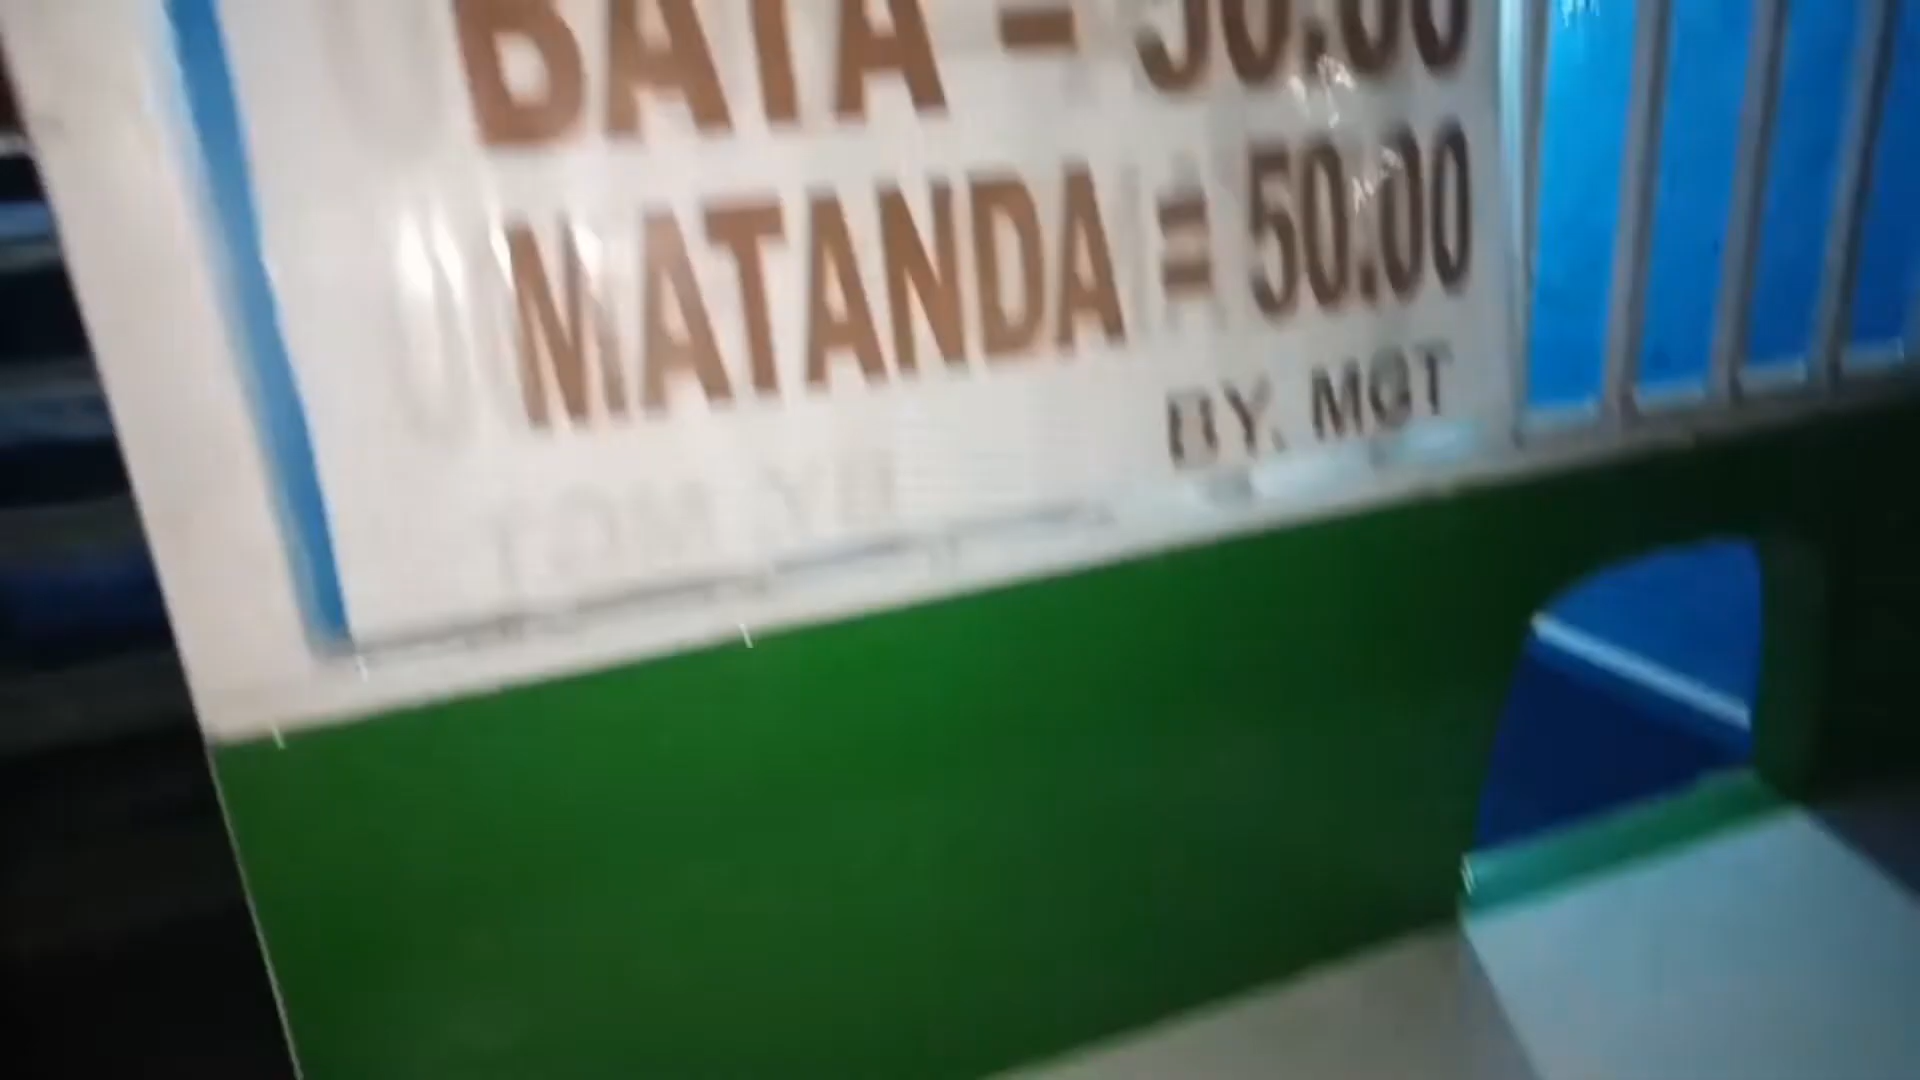 BATA =
MATANDA = 50.00
BY. MGT